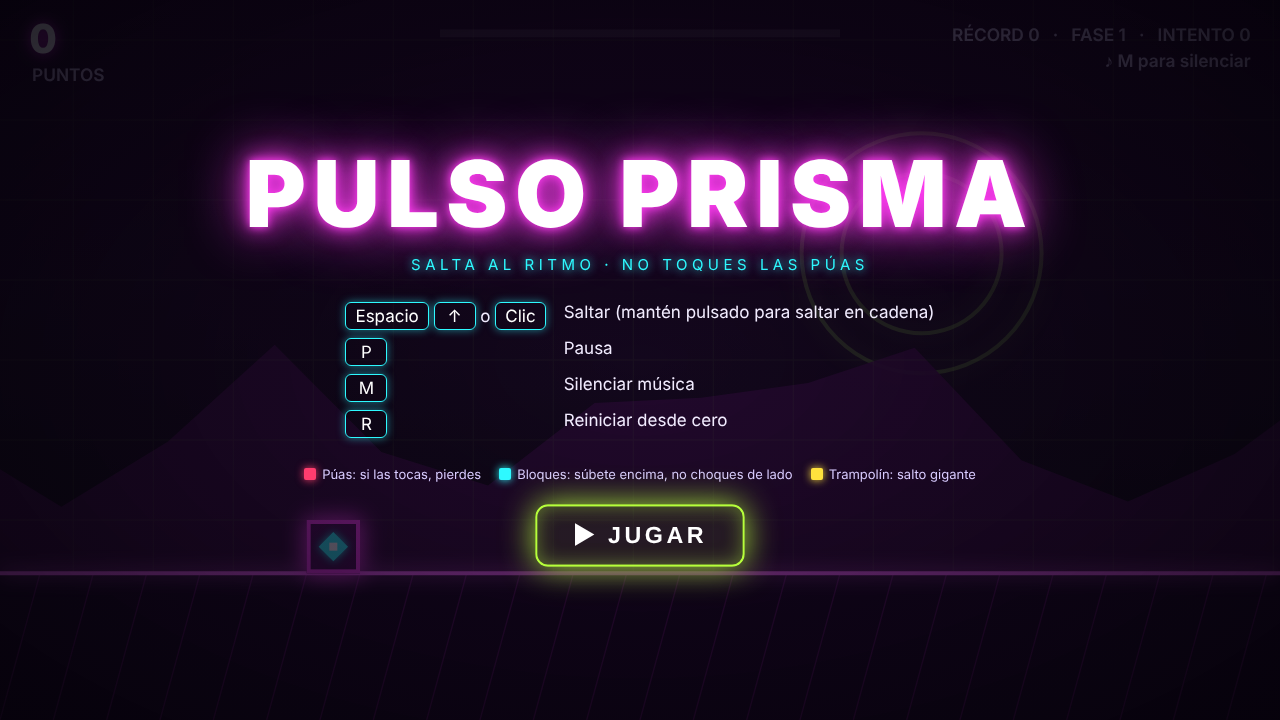 0
PUNTOS
RÉCORD 0 · FASE 1 · INTENTO 0
♪ M para silenciar
PULSO PRISMA
SALTA AL RITMO · NO TOQUES LAS PÚAS
Espacio ↑ o Clic Saltar (mantén pulsado para saltar en cadena)
P Pausa
M Silenciar música
R Reiniciar desde cero
Púas: si las tocas, pierdes Bloques: súbete encima, no choques de lado Trampolín: salto gigante
▶ JUGAR